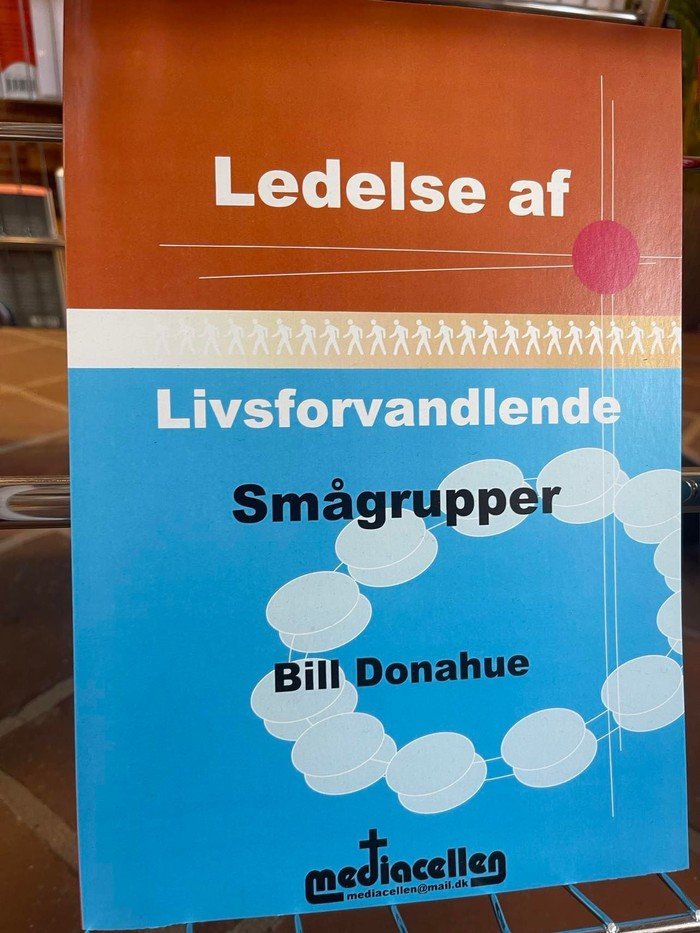 Ledelse af
Livsforvandlende
Smågrupper
Bill Donahue
mediacellen
mediacellen@mail.dk